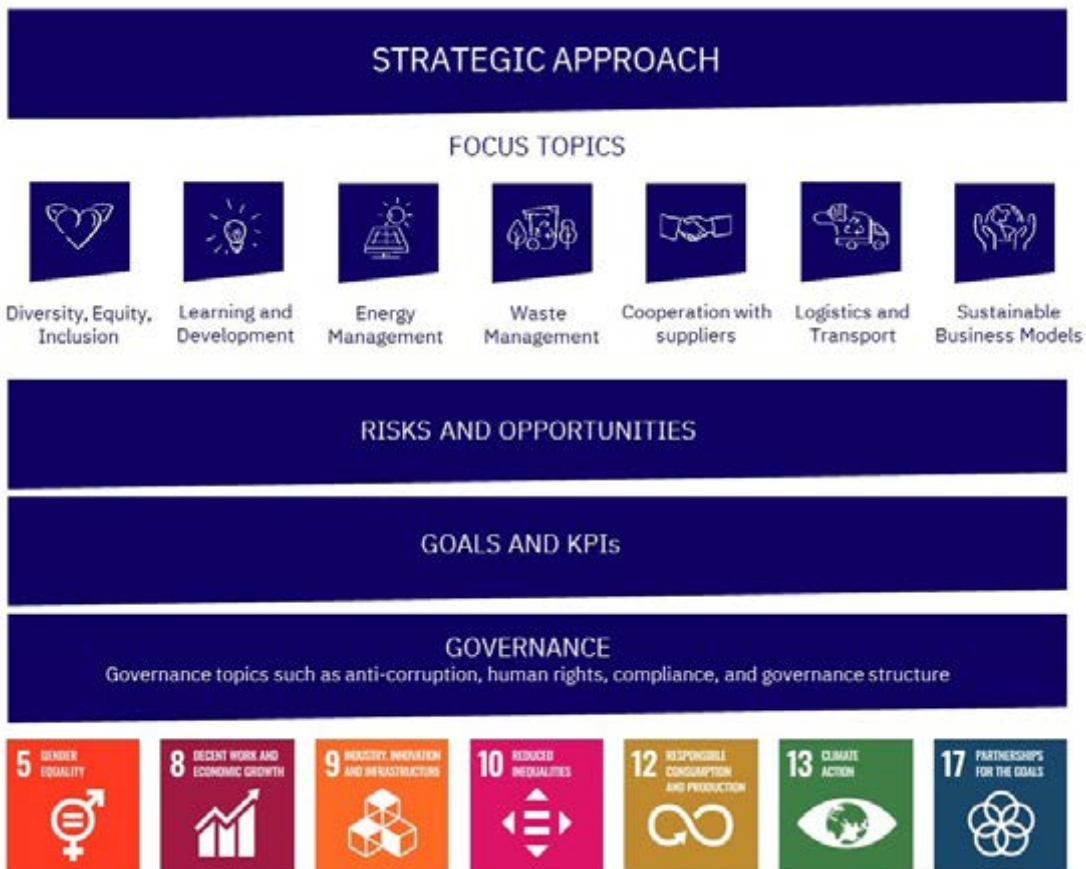 STRATEGIC APPROACH
FOCUS TOPICS
Diversity, Equity,
Inclusion
Learning and
Development
Energy
Management
Waste
Management
Cooperation with
suppliers
Logistics and
Transport
Sustainable
Business Models
RISKS AND OPPORTUNITIES
GOALS AND KPIs
GOVERNANCE
Governance topics such as anti-corruption, human rights, compliance, and governance structure
5 GENDER
EQUALITY
8 DECENT WORK AND
ECONOMIC GROWTH
9 INDUSTRY, INNOVATION
AND INFRASTRUCTURE
10 REDUCED
INEQUALITIES
12 RESPONSIBLE
CONSUMPTION
AND PRODUCTION
13 CLIMATE
ACTION
17 PARTNERSHIPS
FOR THE GOALS